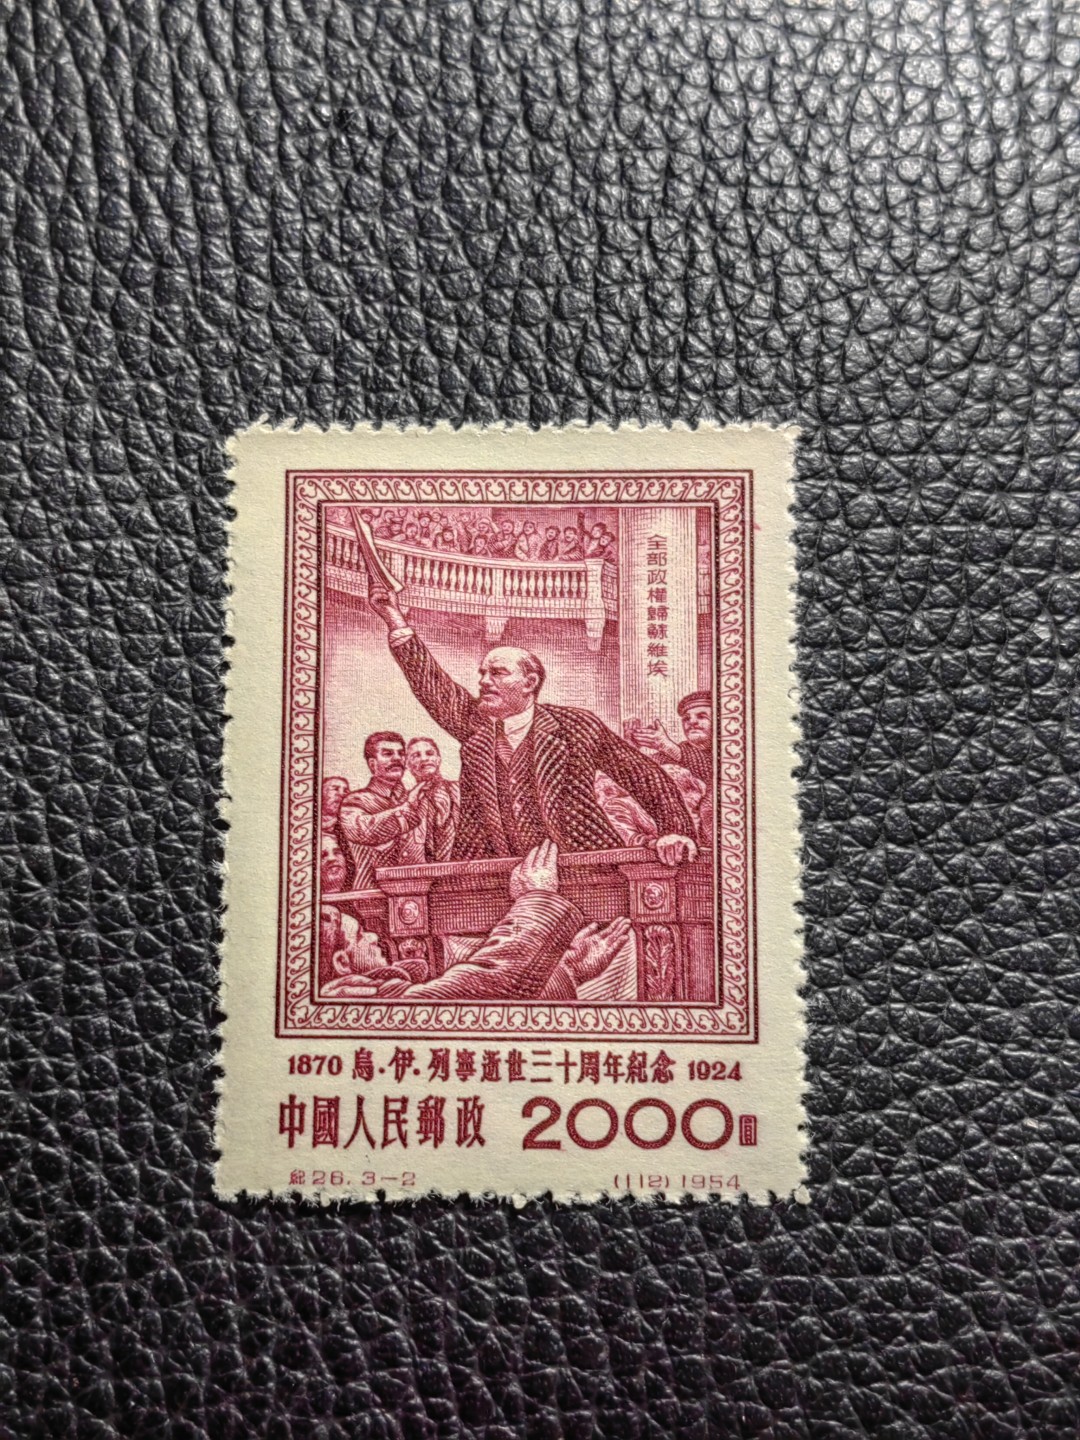 全部政權歸蘇維埃
1870 烏·伊·列寧逝世三十周年紀念 1924
中國人民郵政 2000圓
紀26.3-2 (112)1954